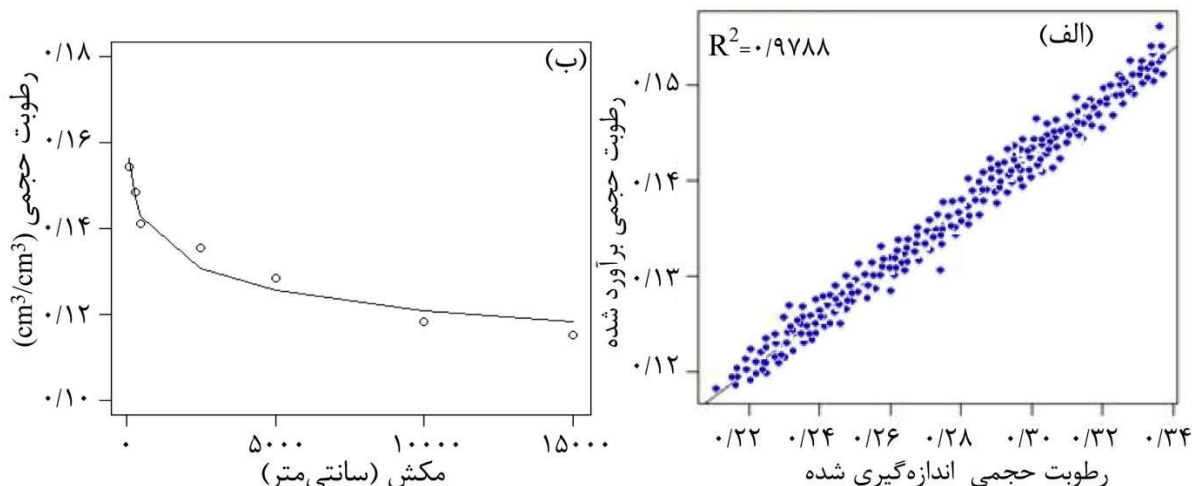 (الف)
R²=۰/۹۷۸۸
رطوبت حجمی برآورد شده
۰/۱۵
۰/۱۴
۰/۱۳
۰/۱۲
۰/۲۲ ۰/۲۴ ۰/۲۶ ۰/۲۸ ۰/۳۰ ۰/۳۲ ۰/۳۴
رطوبت حجمی اندازه‌گیری شده
(ب)
رطوبت حجمی (cm³/cm³)
۰/۱۸
۰/۱۶
۰/۱۴
۰/۱۲
۰/۱۰
۰ ۵۰۰۰ ۱۰۰۰۰ ۱۵۰۰۰
مکش (سانتی‌متر)